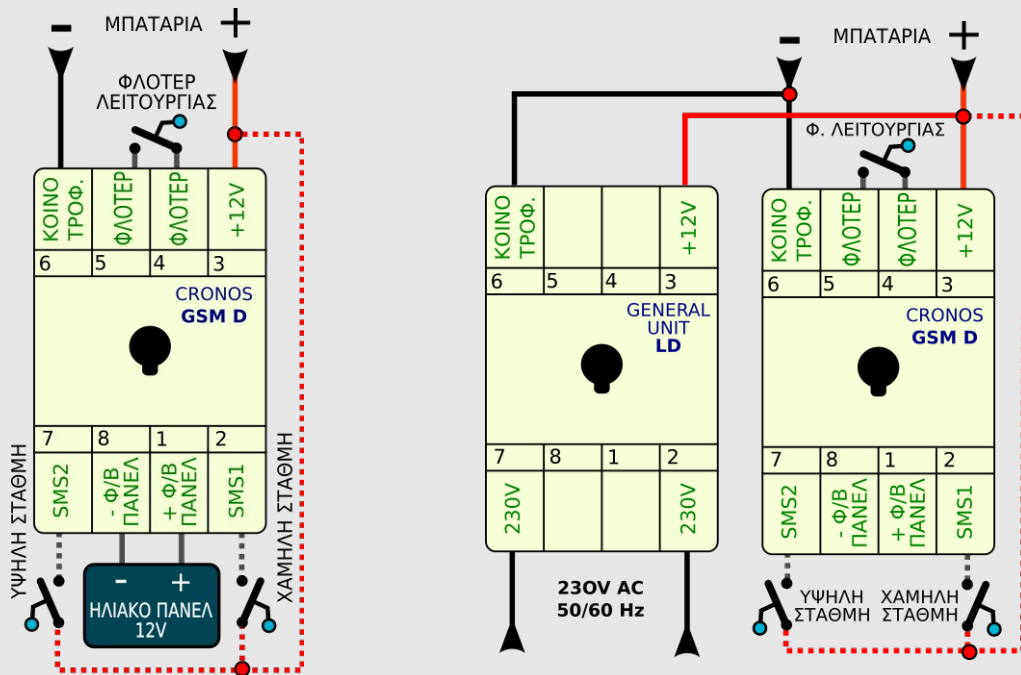 - ΜΠΑΤΑΡΙΑ +
ΦΛΟΤΕΡ
ΛΕΙΤΟΥΡΓΙΑΣ
ΚΟΙΝΟ
ΤΡΟΦ.
ΦΛΟΤΕΡ
ΦΛΟΤΕΡ
+12V
6 5 4 3
CRONOS
GSM D
7 8 1 2
SMS2
- Φ/Β
ΠΑΝΕΛ
+ Φ/Β
ΠΑΝΕΛ
SMS1
ΥΨΗΛΗ ΣΤΑΘΜΗ
ΧΑΜΗΛΗ ΣΤΑΘΜΗ
- +
ΗΛΙΑΚΟ ΠΑΝΕΛ
12V
- ΜΠΑΤΑΡΙΑ +
Φ. ΛΕΙΤΟΥΡΓΙΑΣ
ΚΟΙΝΟ
ΤΡΟΦ.
+12V
6 5 4 3
GENERAL
UNIT
LD
7 8 1 2
230V
230V
230V AC
50/60 Hz
ΚΟΙΝΟ
ΤΡΟΦ.
ΦΛΟΤΕΡ
ΦΛΟΤΕΡ
+12V
6 5 4 3
CRONOS
GSM D
7 8 1 2
SMS2
- Φ/Β
ΠΑΝΕΛ
+ Φ/Β
ΠΑΝΕΛ
SMS1
ΥΨΗΛΗ
ΣΤΑΘΜΗ
ΧΑΜΗΛΗ
ΣΤΑΘΜΗ